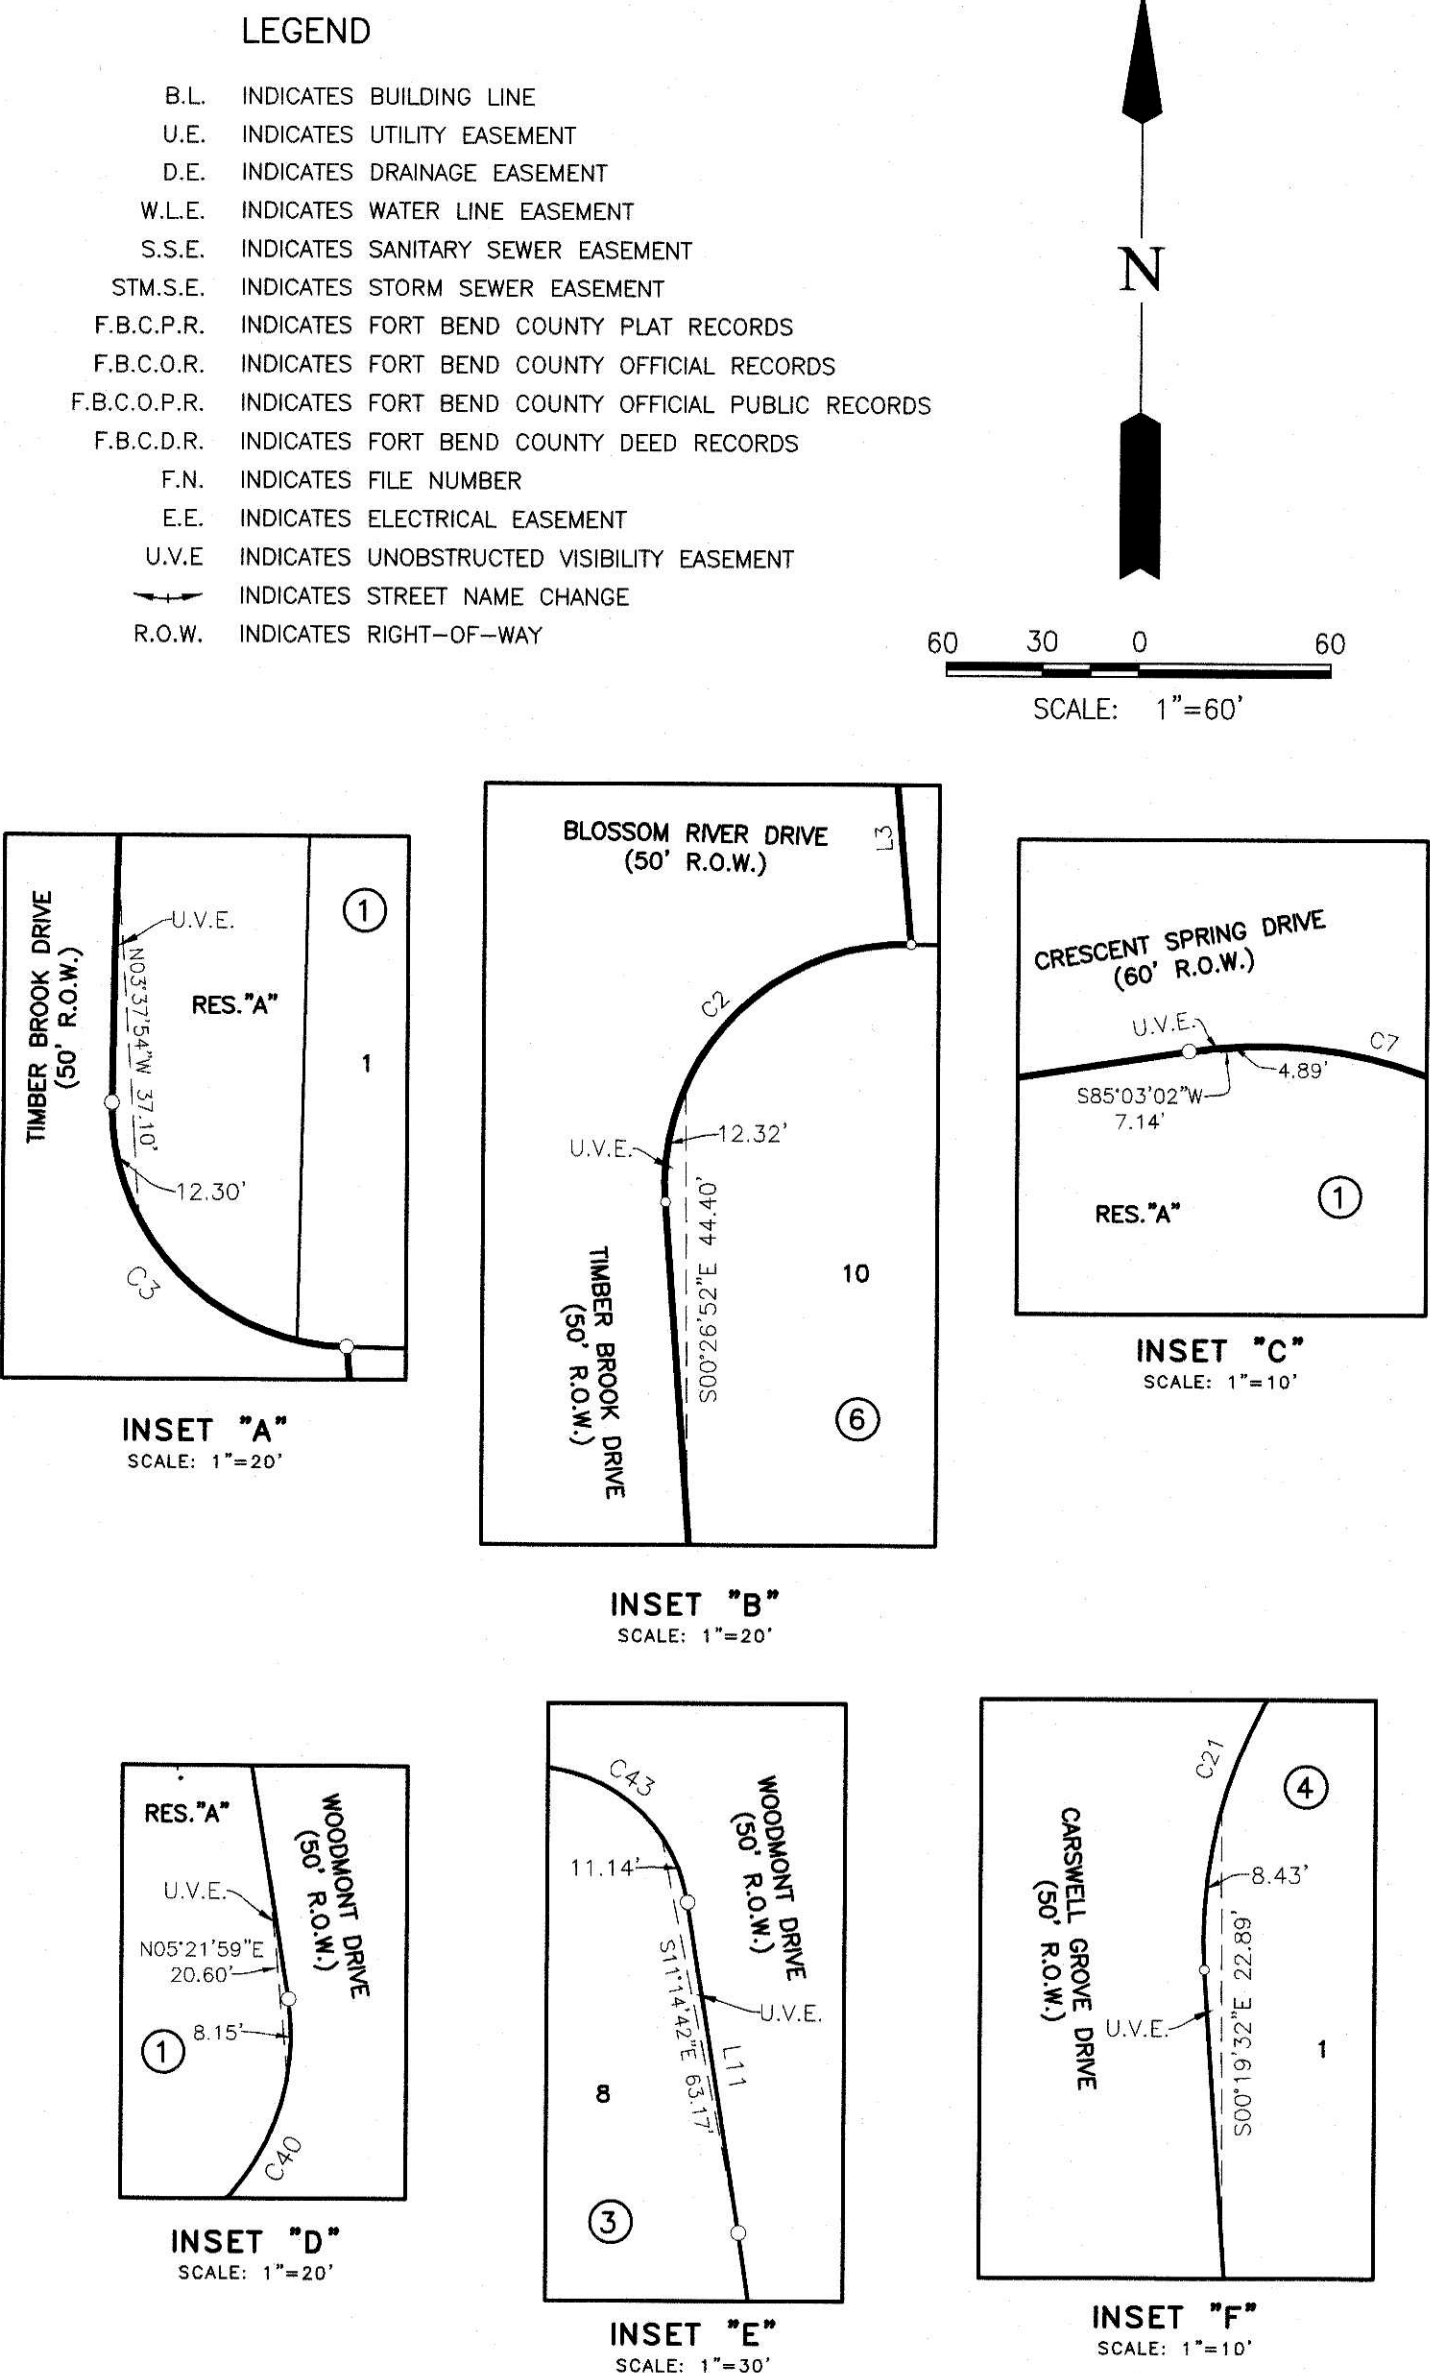 LEGEND
B.L. INDICATES BUILDING LINE
U.E. INDICATES UTILITY EASEMENT
D.E. INDICATES DRAINAGE EASEMENT
W.L.E. INDICATES WATER LINE EASEMENT
S.S.E. INDICATES SANITARY SEWER EASEMENT
STM.S.E. INDICATES STORM SEWER EASEMENT
F.B.C.P.R. INDICATES FORT BEND COUNTY PLAT RECORDS
F.B.C.O.R. INDICATES FORT BEND COUNTY OFFICIAL RECORDS
F.B.C.O.P.R. INDICATES FORT BEND COUNTY OFFICIAL PUBLIC RECORDS
F.B.C.D.R. INDICATES FORT BEND COUNTY DEED RECORDS
F.N. INDICATES FILE NUMBER
E.E. INDICATES ELECTRICAL EASEMENT
U.V.E INDICATES UNOBSTRUCTED VISIBILITY EASEMENT
INDICATES STREET NAME CHANGE
R.O.W. INDICATES RIGHT-OF-WAY
N
60 30 0 60
SCALE: 1"=60'
TIMBER BROOK DRIVE
(50' R.O.W.)
U.V.E.
N03°37'54"W 37.10'
RES."A"
1
1
12.30'
C3
INSET "A"
SCALE: 1"=20'
BLOSSOM RIVER DRIVE
(50' R.O.W.)
L3
C2
U.V.E.
12.32'
S00°26'52"E 44.40'
TIMBER BROOK DRIVE
(50' R.O.W.)
10
6
INSET "B"
SCALE: 1"=20'
CRESCENT SPRING DRIVE
(60' R.O.W.)
U.V.E.
C7
4.89'
S85°03'02"W
7.14'
RES."A"
1
INSET "C"
SCALE: 1"=10'
RES."A"
WOODMONT DRIVE
(50' R.O.W.)
U.V.E.
N05°21'59"E
20.60'
1
8.15'
C40
INSET "D"
SCALE: 1"=20'
C43
WOODMONT DRIVE
(50' R.O.W.)
11.14'
S11°14'42"E 63.17'
U.V.E.
L11
8
3
INSET "E"
SCALE: 1"=30'
C21
4
CARSWELL GROVE DRIVE
(50' R.O.W.)
8.43'
S00°19'32"E 22.89'
U.V.E.
1
INSET "F"
SCALE: 1"=10'